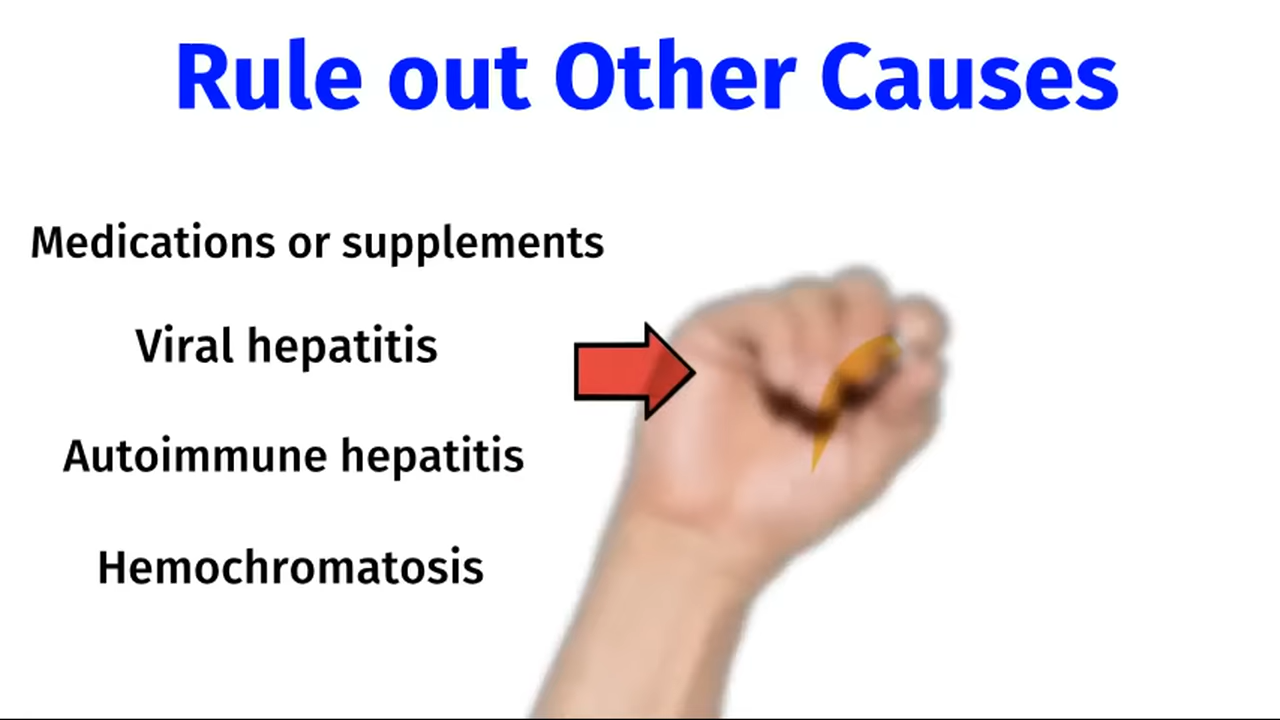 Rule out Other Causes
Medications or supplements
Viral hepatitis
Autoimmune hepatitis
Hemochromatosis